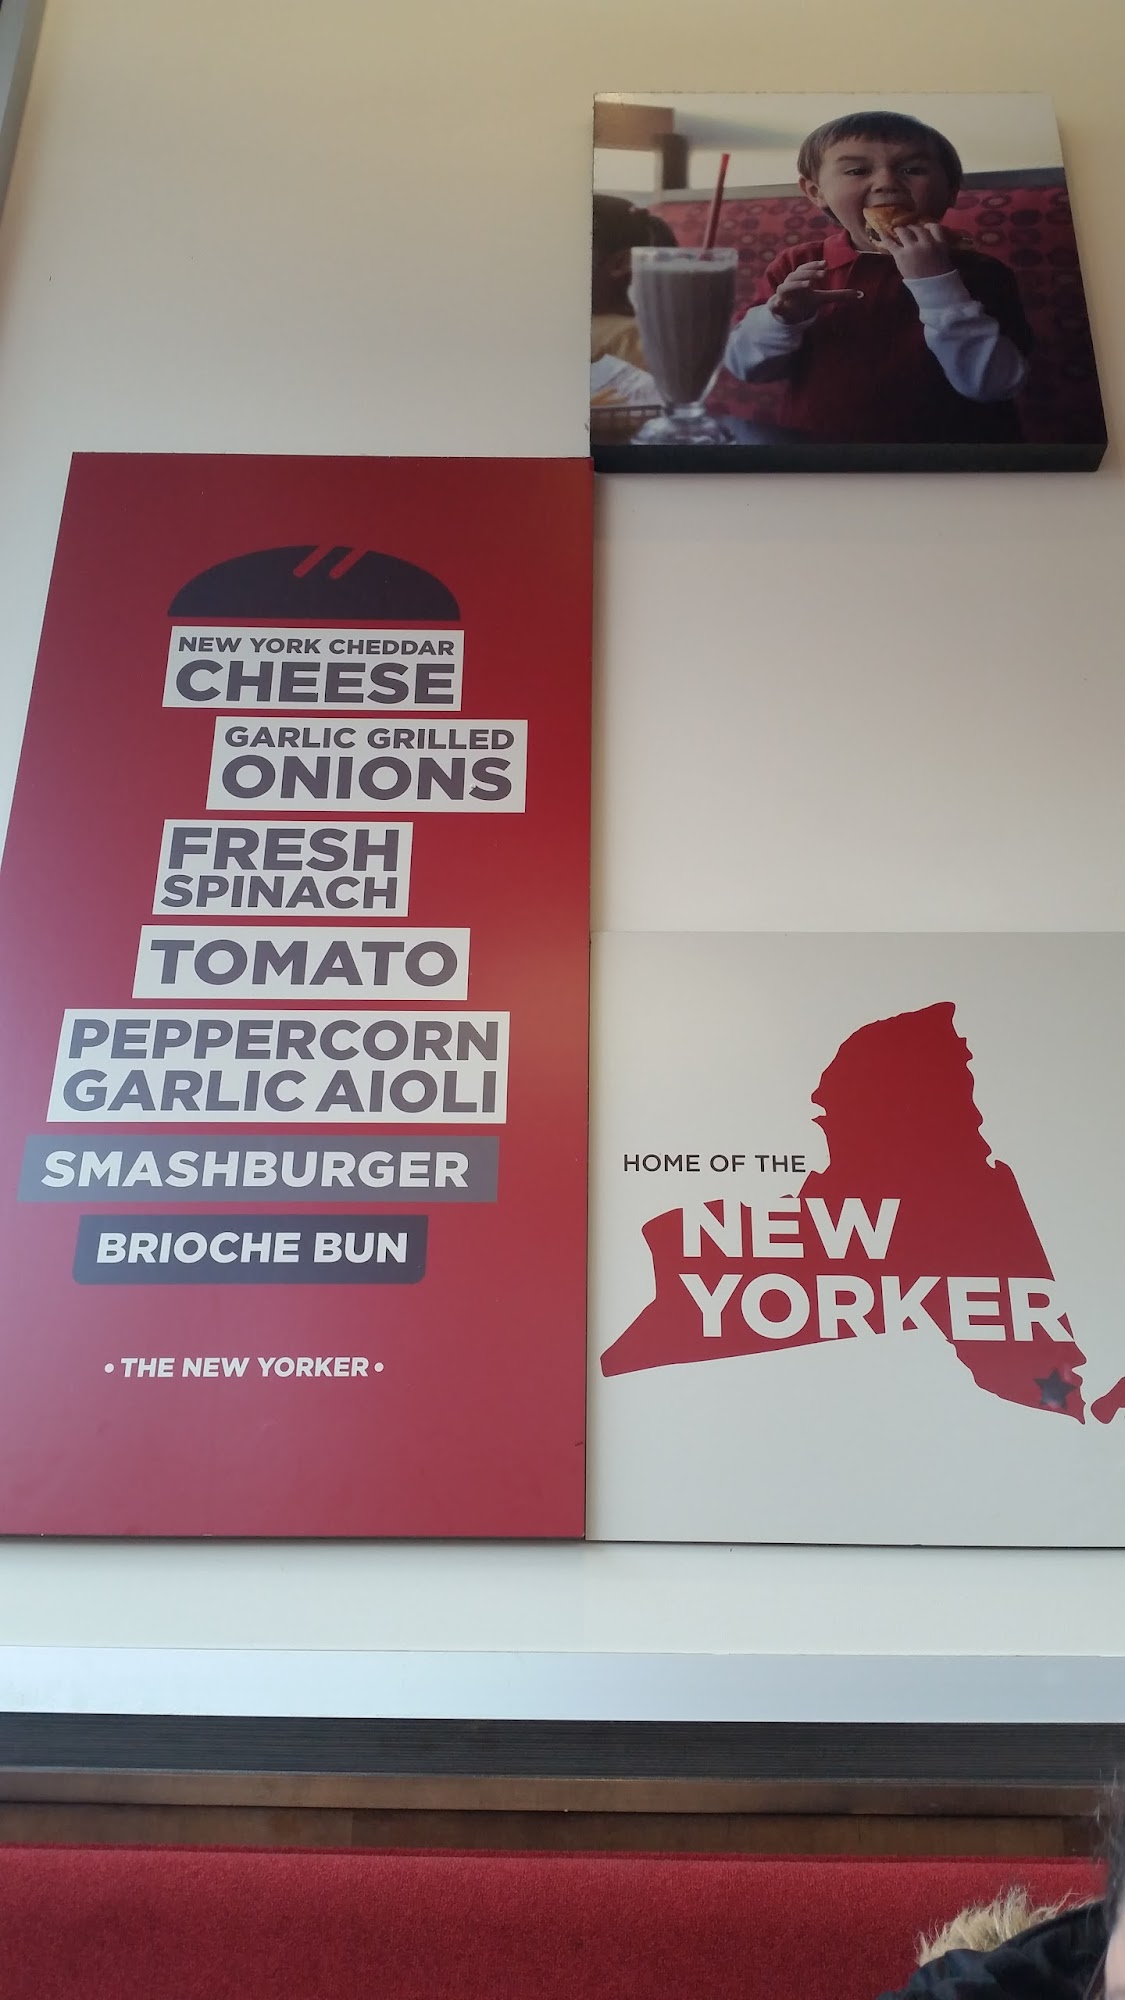 NEW YORK CHEDDAR
CHEESE
GARLIC GRILLED
ONIONS
FRESH
SPINACH
TOMATO
PEPPERCORN
GARLIC AIOLI
SMASHBURGER
BRIOCHE BUN
• THE NEW YORKER •
HOME OF THE
NEW
YORKER